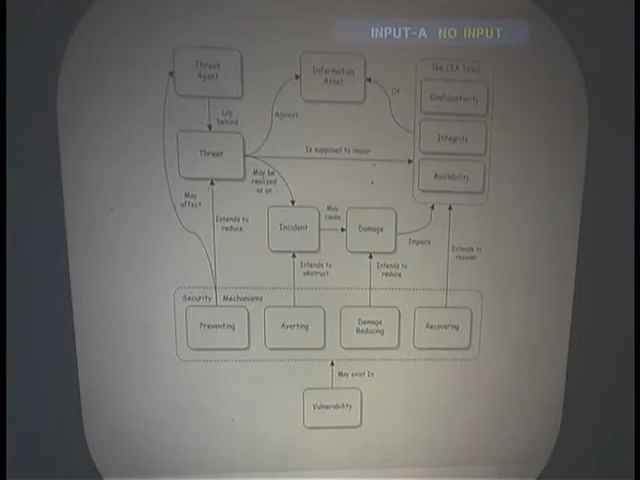 INPUT-A NO INPUT
Threat
Agent
Information
Asset
The CIA Triad
Confidentiality
Of
Lay
behind
Against
Integrity
Threat
Is supposed to impair
May be
realized
as an
Availability
May
affect
Intends to
reduce
May
cause
Incident
Damage
Impairs
Intends to
recover
Intends to
obstruct
Intends to
reduce
Security Mechanisms
Preventing
Averting
Damage
Reducing
Recovering
May exist In
Vulnerability